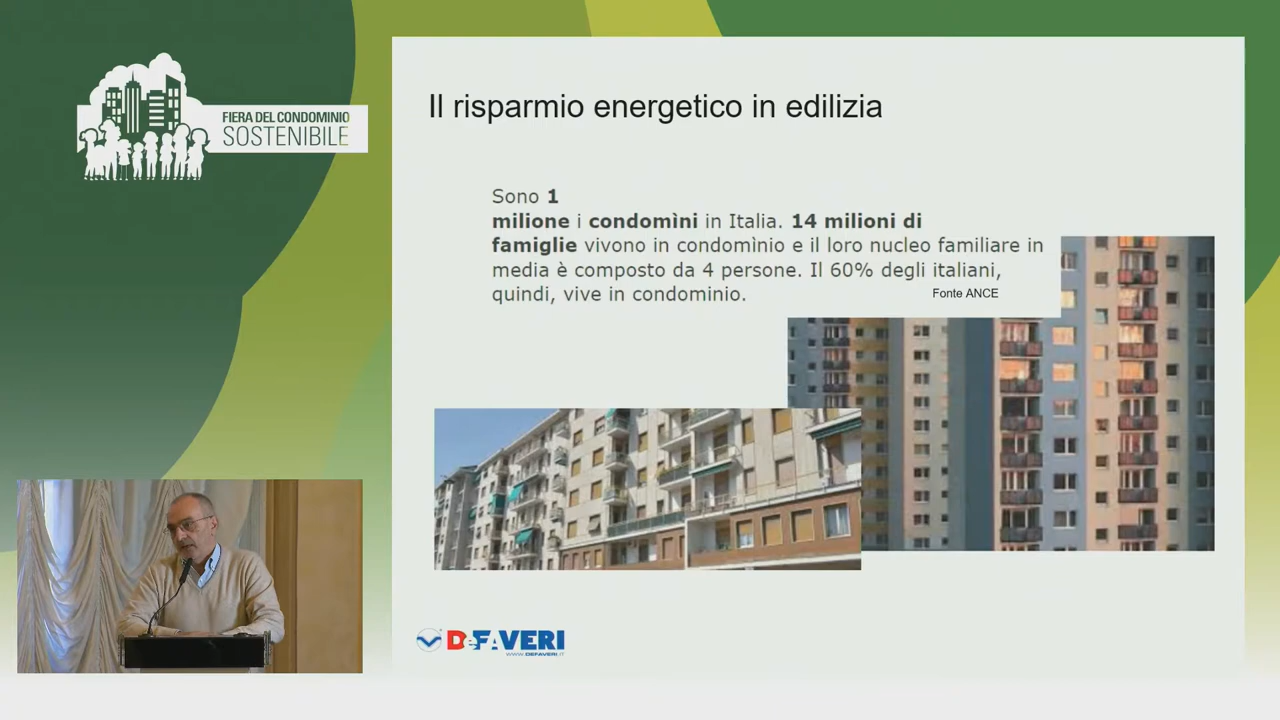 FIERA DEL CONDOMINIO
SOSTENIBILE
Il risparmio energetico in edilizia
Sono 1
milione i condomìni in Italia. 14 milioni di
famiglie vivono in condomìnio e il loro nucleo familiare in
media è composto da 4 persone. Il 60% degli italiani,
quindi, vive in condominio.
Fonte ANCE
DeFAVERI
WWW.DEFAVERI.IT